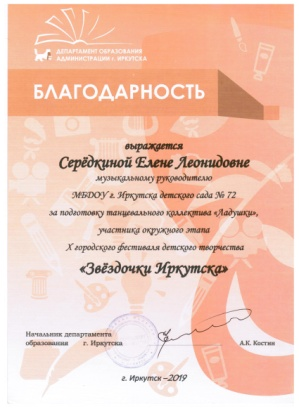 ДЕПАРТАМЕНТ ОБРАЗОВАНИЯ
АДМИНИСТРАЦИИ г. ИРКУТСКА
БЛАГОДАРНОСТЬ
выражается
Серёдкиной Елене Леонидовне
музыкальному руководителю
МБДОУ г. Иркутска детского сада № 72
за подготовку танцевального коллектива «Ладушки»,
участника окружного этапа
X городского фестиваля детского творчества
«Звёздочки Иркутска»
Начальник департамента
образования г. Иркутска
А.К. Костин
г. Иркутск –2019